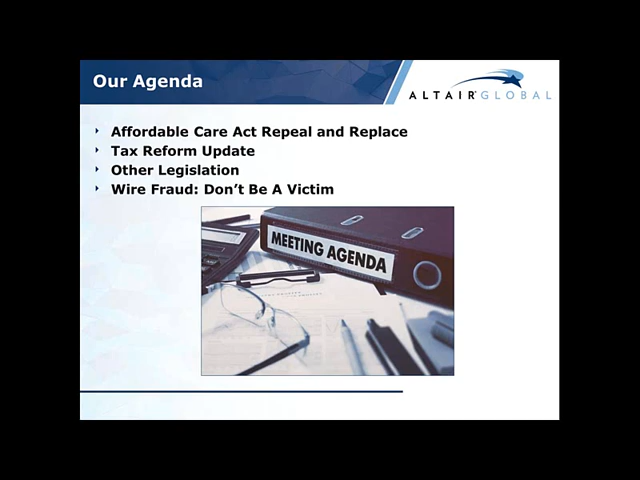 Our Agenda
ALTAIR GLOBAL
Affordable Care Act Repeal and Replace
Tax Reform Update
Other Legislation
Wire Fraud: Don't Be A Victim
MEETING AGENDA